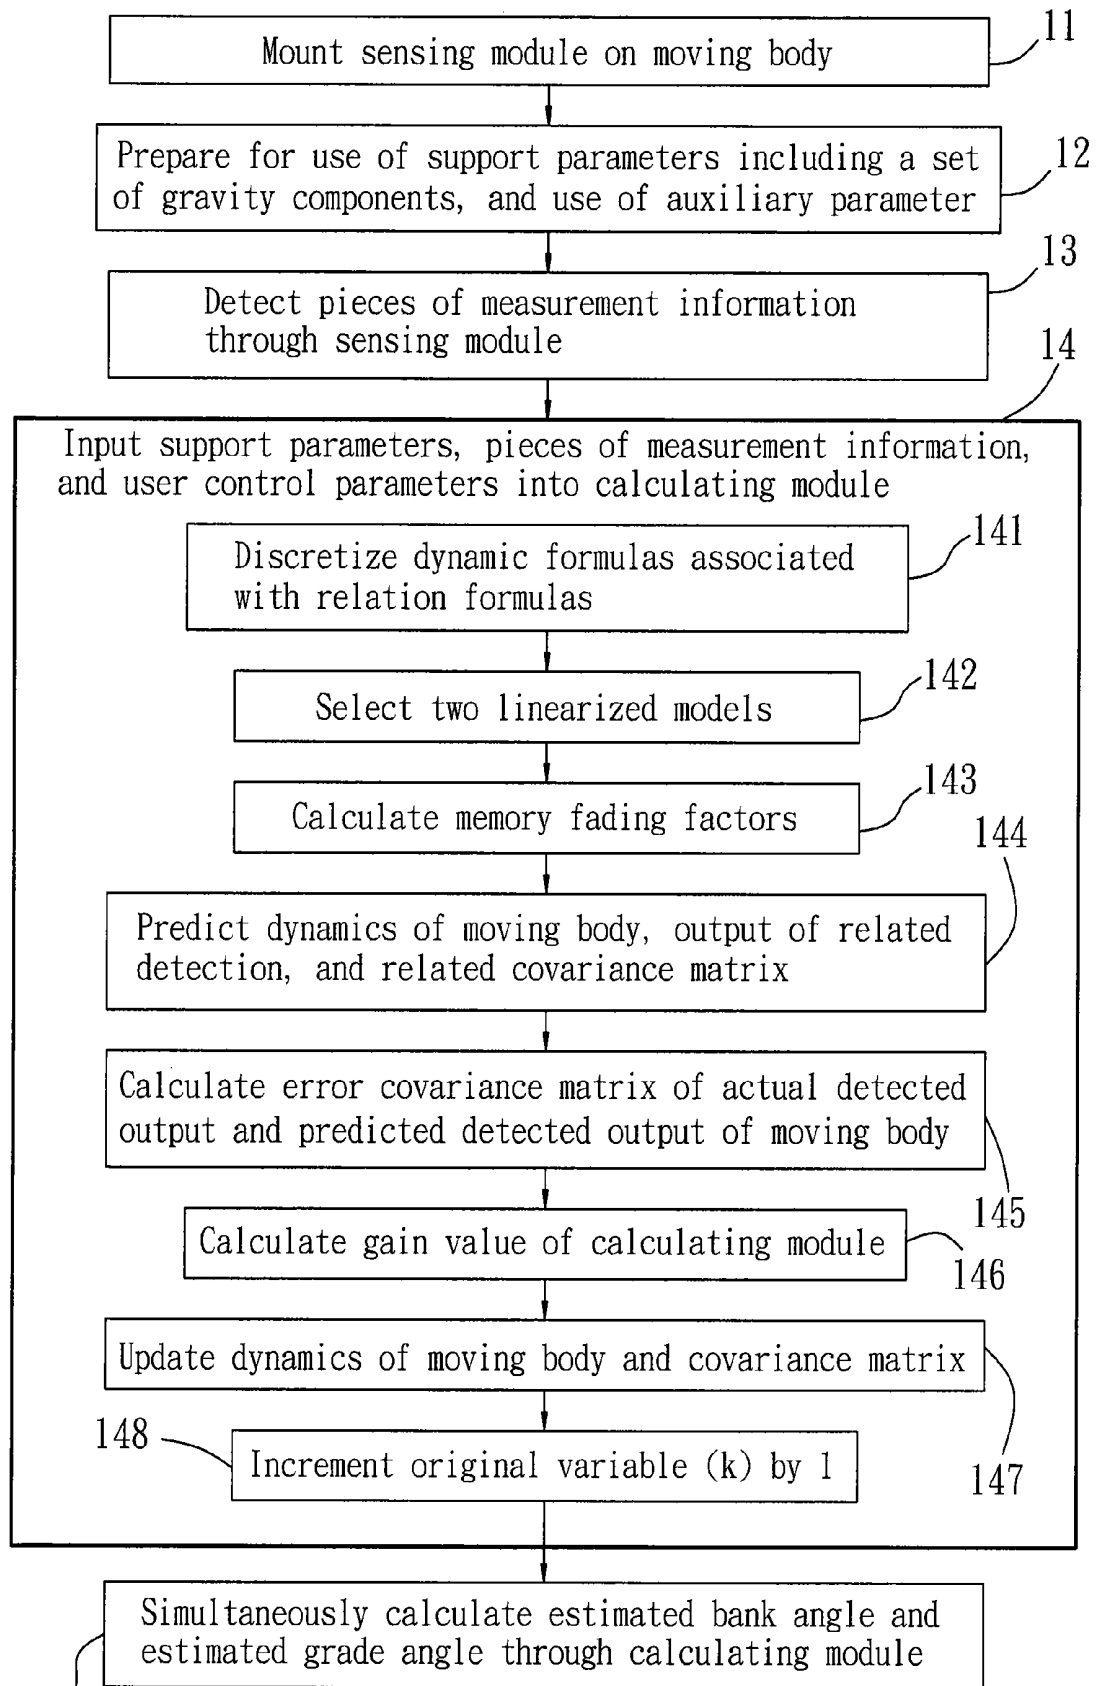 11
Mount sensing module on moving body
12
Prepare for use of support parameters including a set
of gravity components, and use of auxiliary parameter
13
Detect pieces of measurement information
through sensing module
14
Input support parameters, pieces of measurement information,
and user control parameters into calculating module
141
Discretize dynamic formulas associated
with relation formulas
142
Select two linearized models
143
Calculate memory fading factors
144
Predict dynamics of moving body, output of related
detection, and related covariance matrix
Calculate error covariance matrix of actual detected
output and predicted detected output of moving body
145
Calculate gain value of calculating module
146
Update dynamics of moving body and covariance matrix
147
148
Increment original variable (k) by 1
Simultaneously calculate estimated bank angle and
estimated grade angle through calculating module